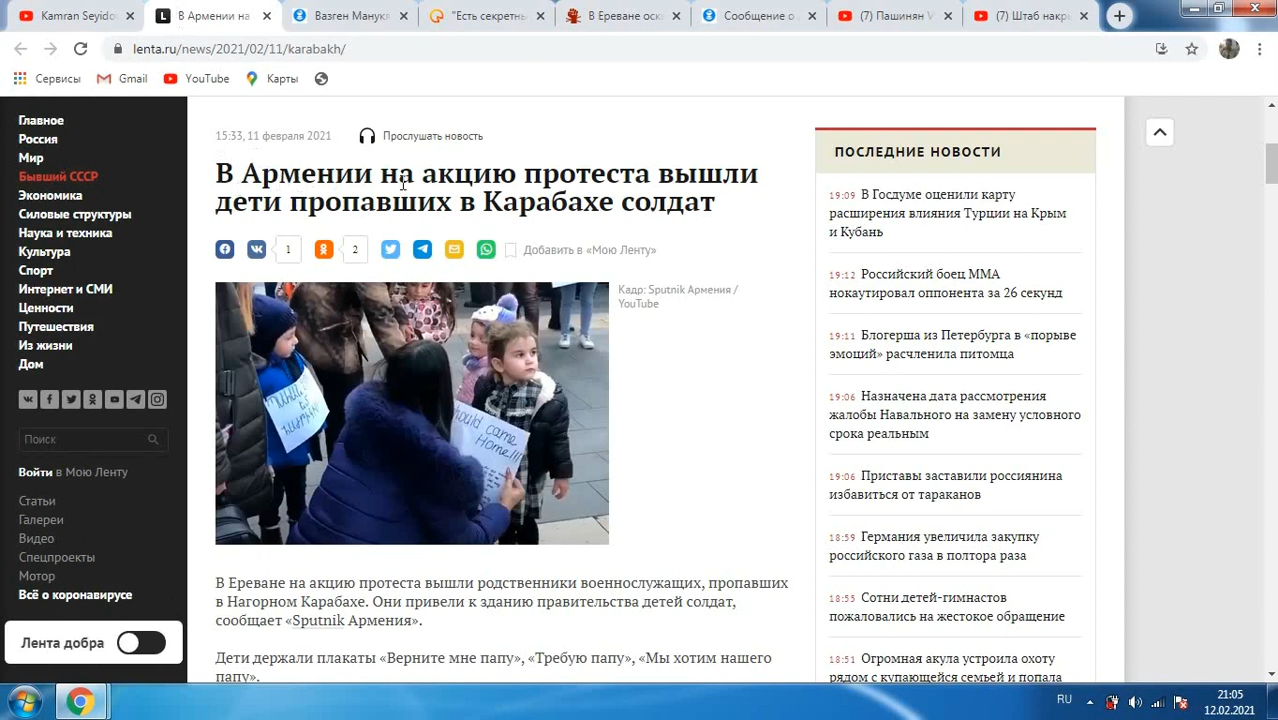 Kamran Seyidov
В Армении на
Вазген Манукя
"Есть секретны
В Ереване оск
Сообщение о
(7) Пашинян
(7) Штаб накр
lenta.ru/news/2021/02/11/karabakh/
Сервисы
Gmail
YouTube
Карты
Главное
Россия
Мир
Бывший СССР
Экономика
Силовые структуры
Наука и техника
Культура
Спорт
Интернет и СМИ
Ценности
Путешествия
Из жизни
Дом
Поиск
Войти в Мою Ленту
Статьи
Галереи
Видео
Спецпроекты
Мотор
Всё о коронавирусе
Лента добра
15:33, 11 февраля 2021
Прослушать новость
В Армении на акцию протеста вышли
дети пропавших в Карабахе солдат
1
2
Добавить в «Мою Ленту»
Кадр: Sputnik Армения /
YouTube
come
Home!!!
В Ереване на акцию протеста вышли родственники военнослужащих, пропавших
в Нагорном Карабахе. Они привели к зданию правительства детей солдат,
сообщает «Sputnik Армения».
Дети держали плакаты «Верните мне папу», «Требую папу», «Мы хотим нашего
папу».
ПОСЛЕДНИЕ НОВОСТИ
19:09 В Госдуме оценили карту
расширения влияния Турции на Крым
и Кубань
19:12 Российский боец ММА
нокаутировал оппонента за 26 секунд
19:11 Блогерша из Петербурга в «порыве
эмоций» расчленила питомца
19:06 Назначена дата рассмотрения
жалобы Навального на замену условного
срока реальным
19:06 Приставы заставили россиянина
избавиться от тараканов
18:59 Германия увеличила закупку
российского газа в полтора раза
18:55 Сотни детей-гимнастов
пожаловались на жестокое обращение
18:51 Огромная акула устроила охоту
рядом с купающейся семьей и попала
RU
21:05
12.02.2021